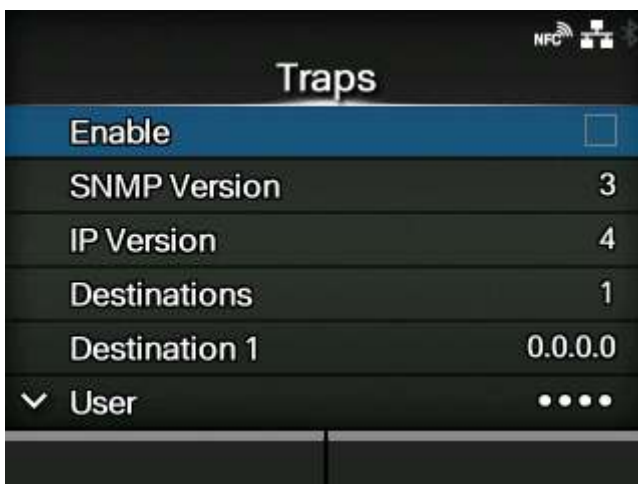 NFC
Traps
Enable
SNMP Version 3
IP Version 4
Destinations 1
Destination 1 0.0.0.0
User ••••